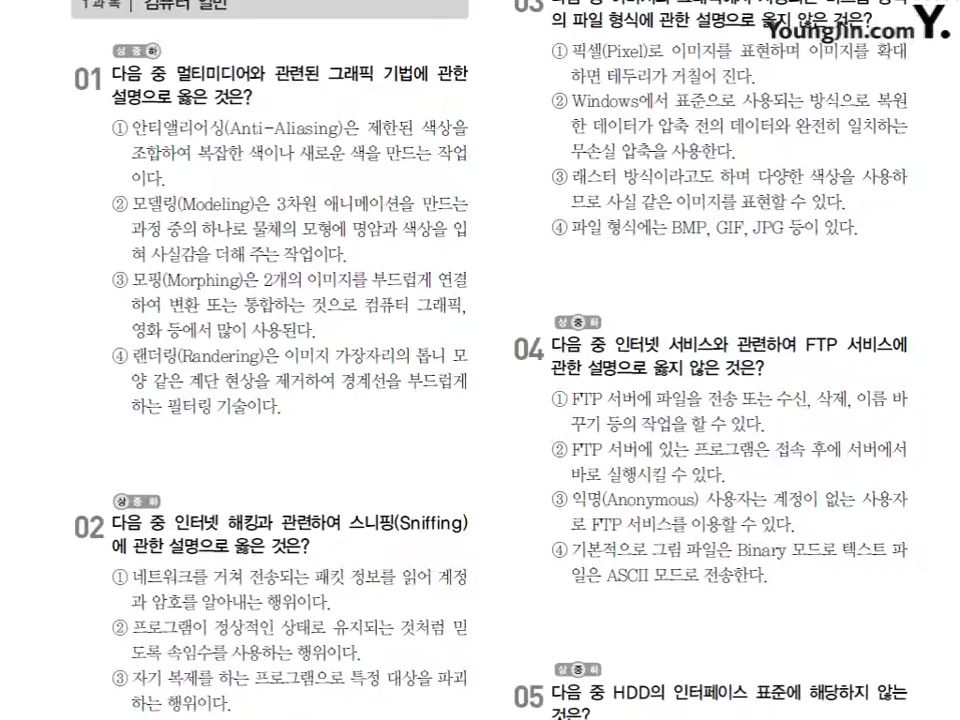 1과목 | 컴퓨터 일반
상 중 하
01 다음 중 멀티미디어와 관련된 그래픽 기법에 관한
설명으로 옳은 것은?
① 안티앨리어싱(Anti-Aliasing)은 제한된 색상을
조합하여 복잡한 색이나 새로운 색을 만드는 작업
이다.
② 모델링(Modeling)은 3차원 애니메이션을 만드는
과정 중의 하나로 물체의 모형에 명암과 색상을 입
혀 사실감을 더해 주는 작업이다.
③ 모핑(Morphing)은 2개의 이미지를 부드럽게 연결
하여 변환 또는 통합하는 것으로 컴퓨터 그래픽,
영화 등에서 많이 사용된다.
④ 랜더링(Randering)은 이미지 가장자리의 톱니 모
양 같은 계단 현상을 제거하여 경계선을 부드럽게
하는 필터링 기술이다.
상 중 하
02 다음 중 인터넷 해킹과 관련하여 스니핑(Sniffing)
에 관한 설명으로 옳은 것은?
① 네트워크를 거쳐 전송되는 패킷 정보를 읽어 계정
과 암호를 알아내는 행위이다.
② 프로그램이 정상적인 상태로 유지되는 것처럼 믿
도록 속임수를 사용하는 행위이다.
③ 자기 복제를 하는 프로그램으로 특정 대상을 파괴
하는 행위이다.
03
의 파일 형식에 관한 설명으로 옳지 않은 것은?
YoungJin.com Y.
① 픽셀(Pixel)로 이미지를 표현하며 이미지를 확대
하면 테두리가 거칠어 진다.
② Windows에서 표준으로 사용되는 방식으로 복원
한 데이터가 압축 전의 데이터와 완전히 일치하는
무손실 압축을 사용한다.
③ 래스터 방식이라고도 하며 다양한 색상을 사용하
므로 사실 같은 이미지를 표현할 수 있다.
④ 파일 형식에는 BMP, GIF, JPG 등이 있다.
상 중 하
04 다음 중 인터넷 서비스와 관련하여 FTP 서비스에
관한 설명으로 옳지 않은 것은?
① FTP 서버에 파일을 전송 또는 수신, 삭제, 이름 바
꾸기 등의 작업을 할 수 있다.
② FTP 서버에 있는 프로그램은 접속 후에 서버에서
바로 실행시킬 수 있다.
③ 익명(Anonymous) 사용자는 계정이 없는 사용자
로 FTP 서비스를 이용할 수 있다.
④ 기본적으로 그림 파일은 Binary 모드로 텍스트 파
일은 ASCII 모드로 전송한다.
상 중 하
05 다음 중 HDD의 인터페이스 표준에 해당하지 않는
것은?